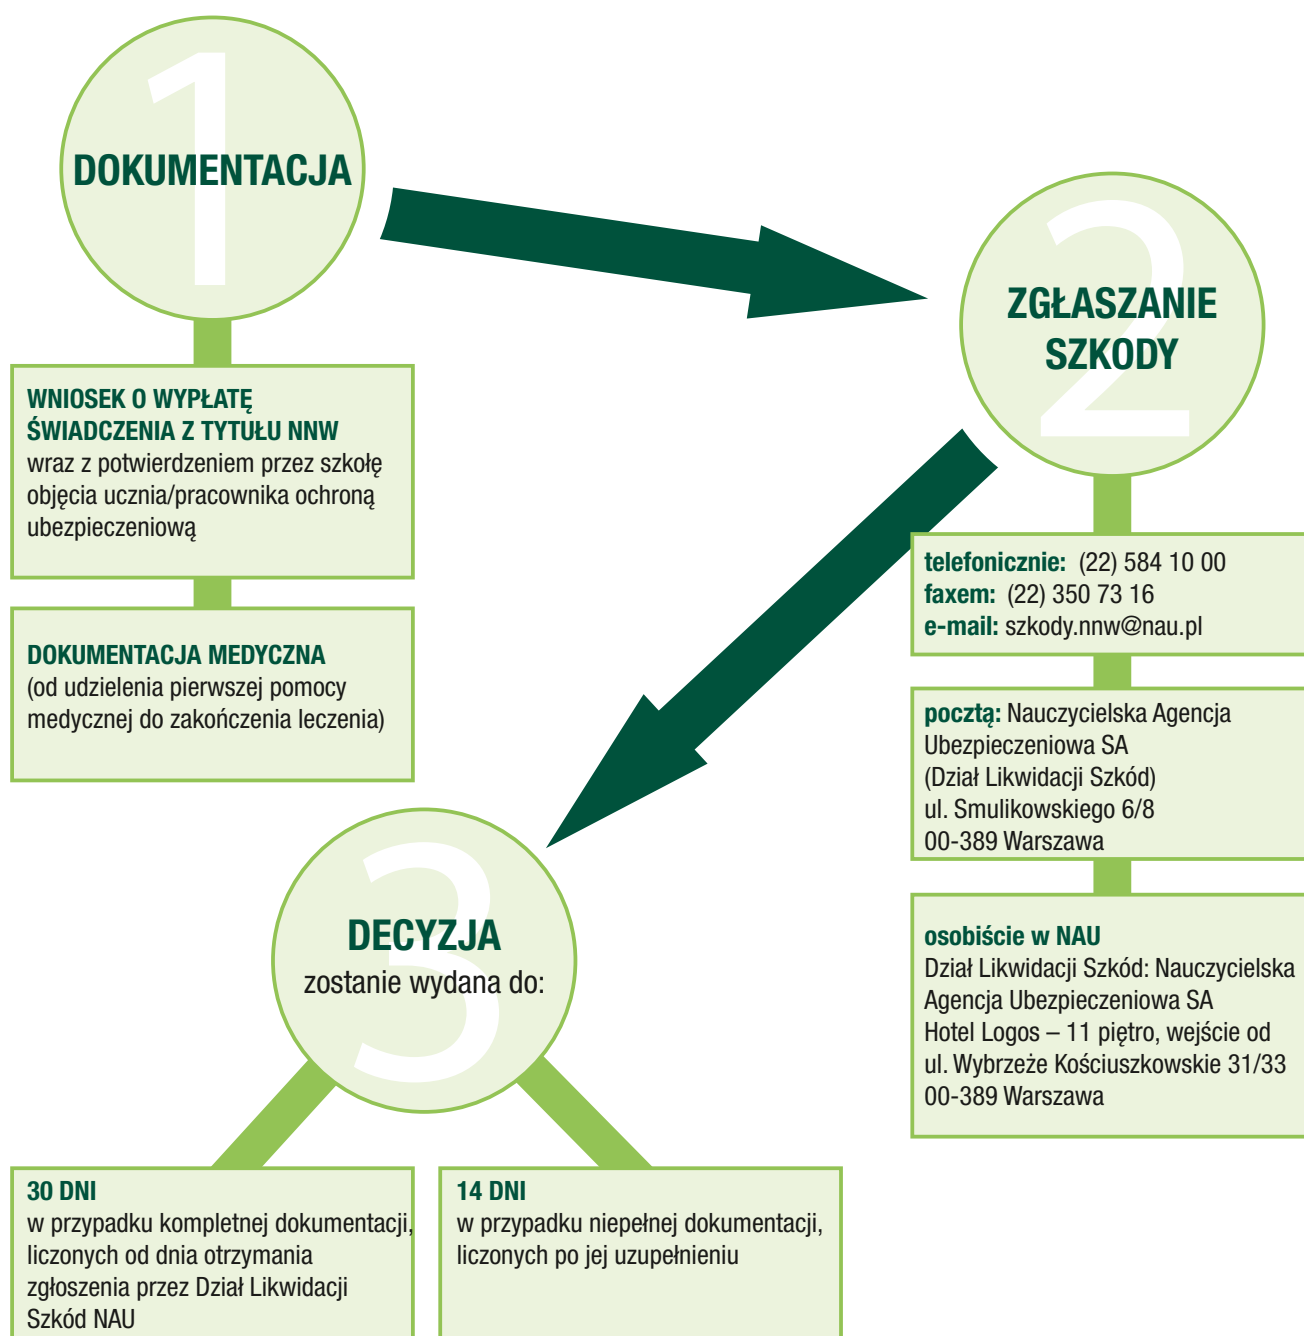 1
DOKUMENTACJA
WNIOSEK O WYPŁATĘ
ŚWIADCZENIA Z TYTUŁU NNW
wraz z potwierdzeniem przez szkołę
objęcia ucznia/pracownika ochroną
ubezpieczeniową
DOKUMENTACJA MEDYCZNA
(od udzielenia pierwszej pomocy
medycznej do zakończenia leczenia)
2
ZGŁASZANIE
SZKODY
telefonicznie: (22) 584 10 00
faxem: (22) 350 73 16
e-mail: szkody.nnw@nau.pl
pocztą: Nauczycielska Agencja
Ubezpieczeniowa SA
(Dział Likwidacji Szkód)
ul. Smulikowskiego 6/8
00-389 Warszawa
osobiście w NAU
Dział Likwidacji Szkód: Nauczycielska
Agencja Ubezpieczeniowa SA
Hotel Logos – 11 piętro, wejście od
ul. Wybrzeże Kościuszkowskie 31/33
00-389 Warszawa
3
DECYZJA
zostanie wydana do:
30 DNI
w przypadku kompletnej dokumentacji,
liczonych od dnia otrzymania
zgłoszenia przez Dział Likwidacji
Szkód NAU
14 DNI
w przypadku niepełnej dokumentacji,
liczonych po jej uzupełnieniu